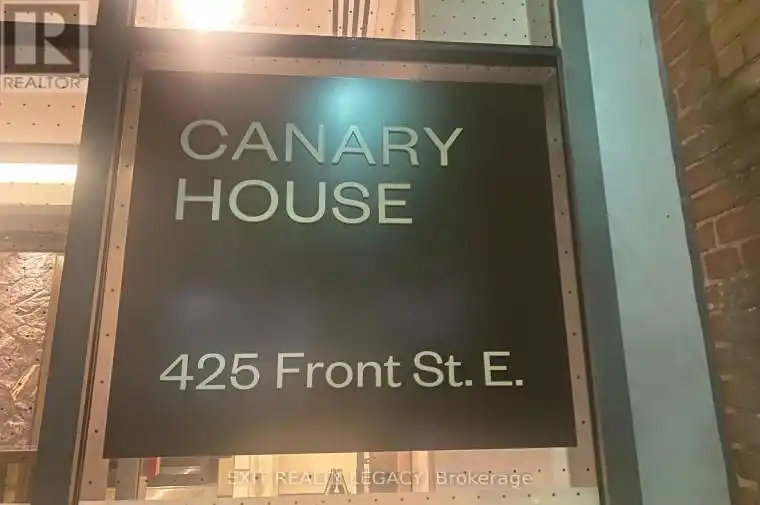 R
REALTOR
CANARY
HOUSE
425 Front St. E.
EXIT REALTY LEGACY, Brokerage